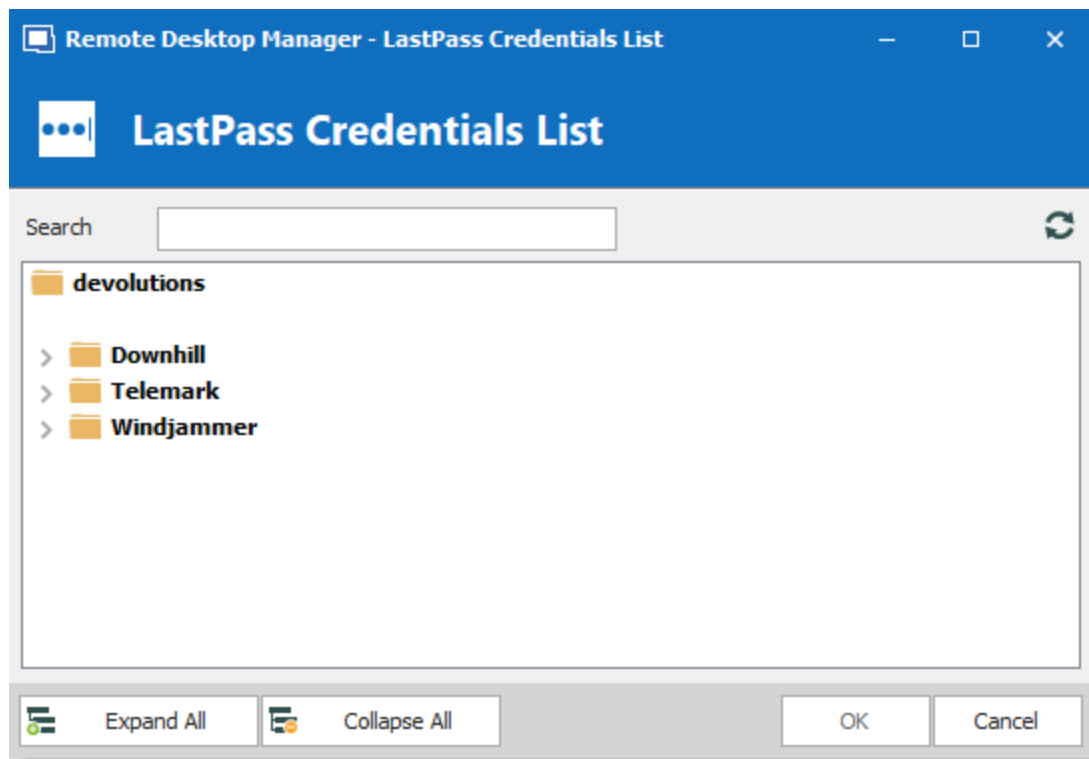 Remote Desktop Manager - LastPass Credentials List
LastPass Credentials List
Search
devolutions
Downhill
Telemark
Windjammer
Expand All Collapse All OK Cancel